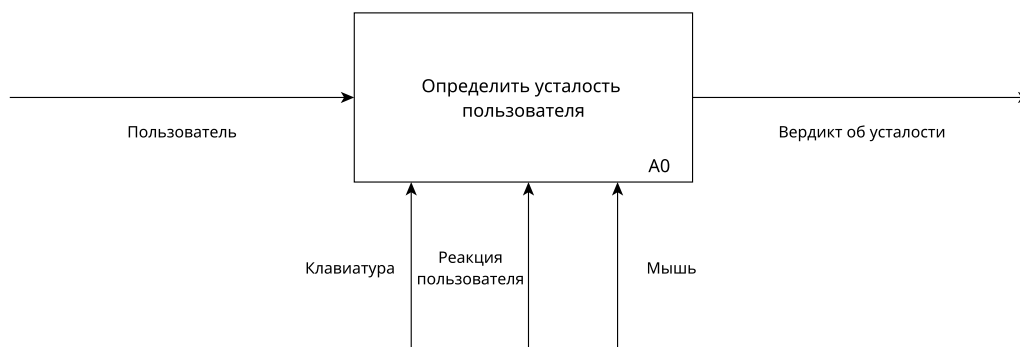 Определить усталость
пользователя
A0
Пользователь
Вердикт об усталости
Клавиатура
Реакция
пользователя
Мышь